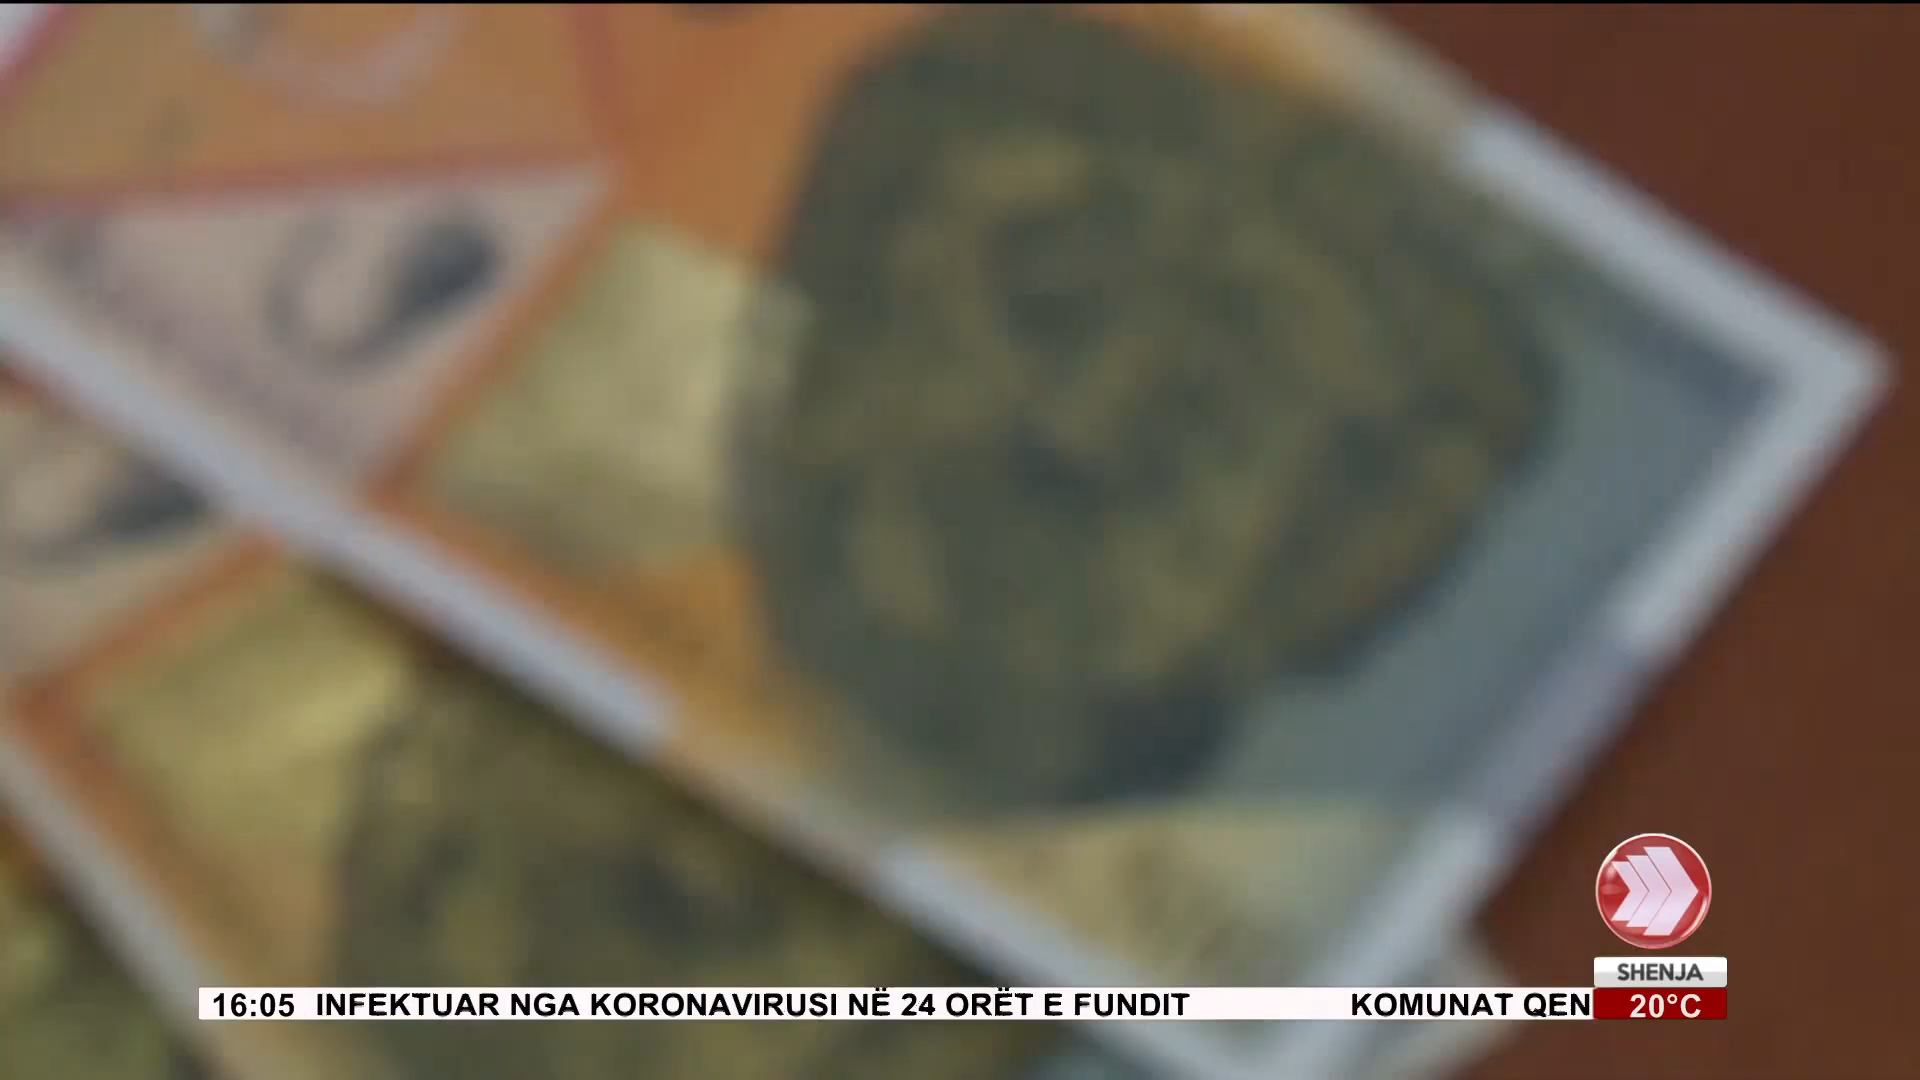 SHENJA
16:05 INFEKTUAR NGA KORONAVIRUSI NË 24 ORËT E FUNDIT KOMUNAT QEN
20°C